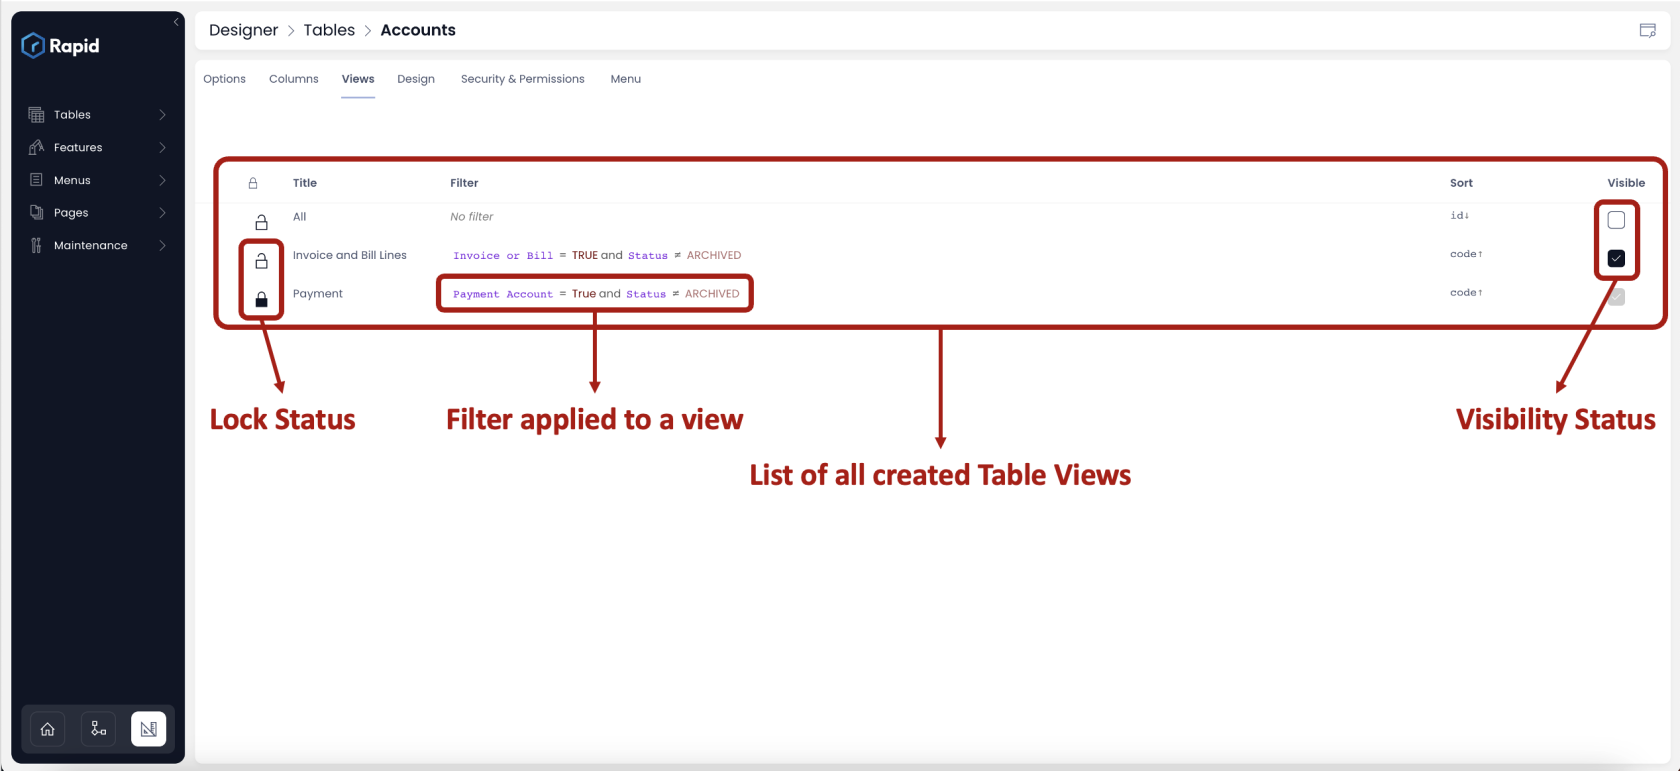 Designer > Tables > Accounts
Rapid
Options Columns Views Design Security & Permissions Menu
Tables
Features
Menus
Pages
Maintenance
Title Filter Sort Visible
All No filter id↓
Invoice and Bill Lines Invoice or Bill = TRUE and Status ≠ ARCHIVED code↑
Payment Payment Account = True and Status ≠ ARCHIVED code↑
Lock Status Filter applied to a view Visibility Status
List of all created Table Views